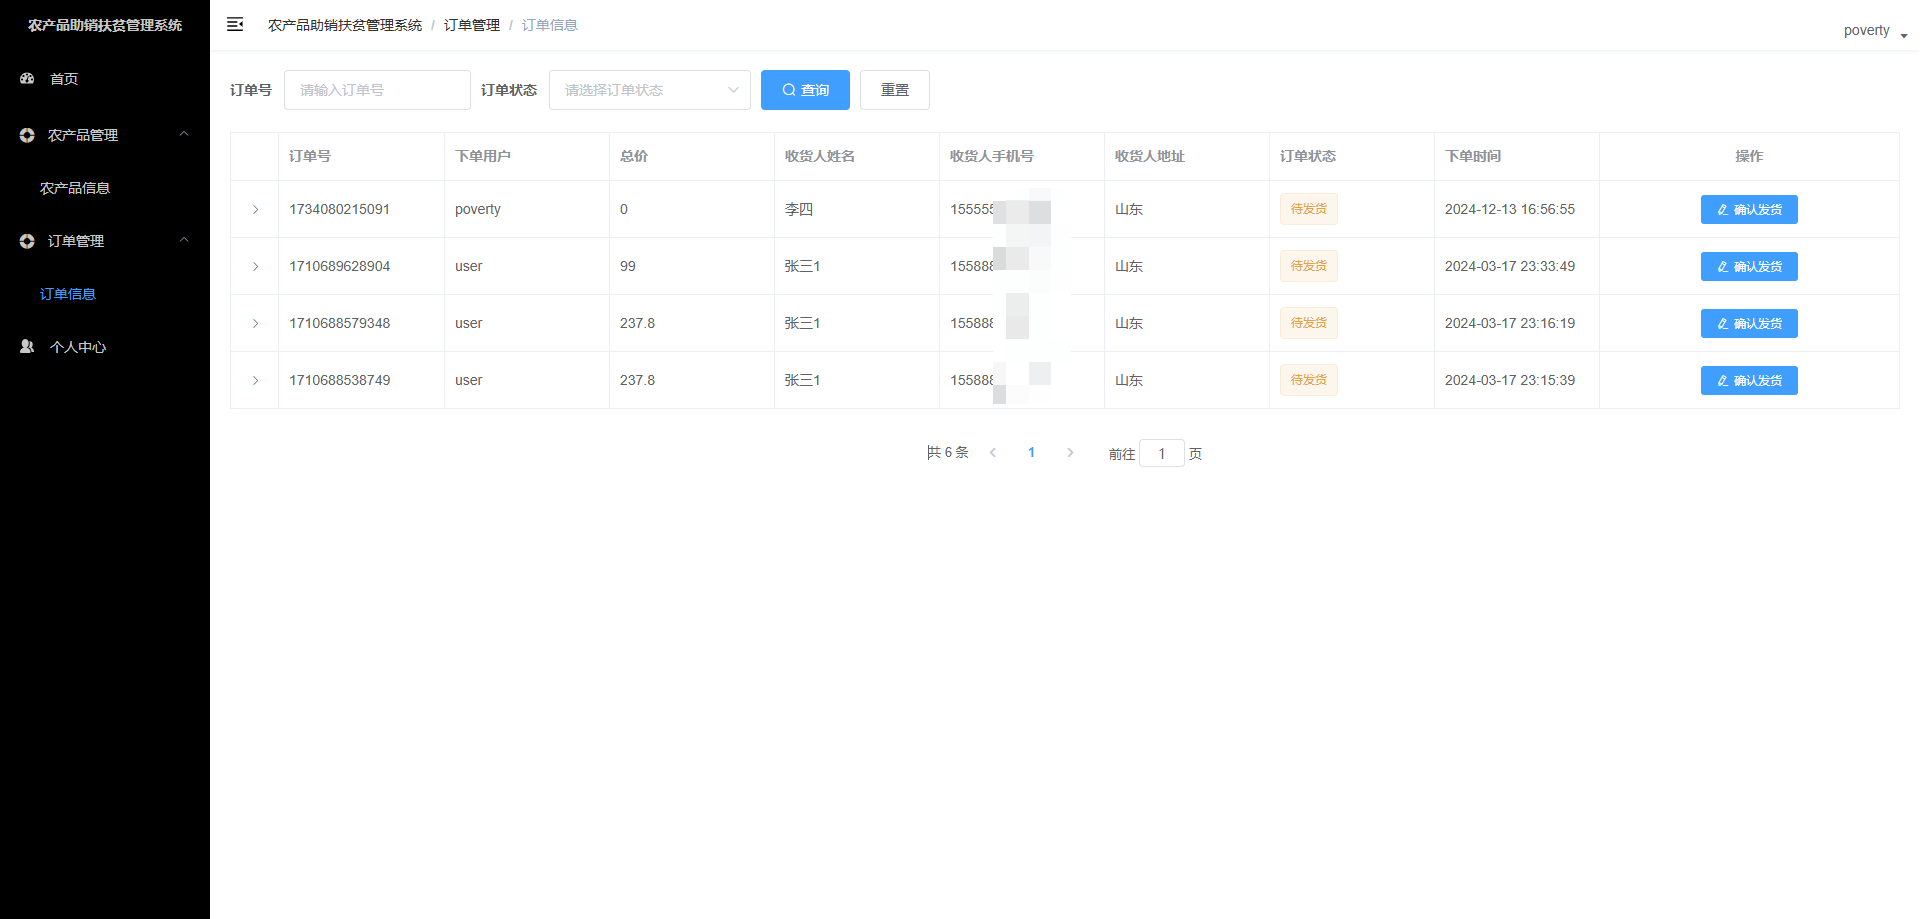 农产品助销扶贫管理系统
首页
农产品管理
农产品信息
订单管理
订单信息
个人中心
农产品助销扶贫管理系统 / 订单管理 / 订单信息
poverty
订单号 请输入订单号 订单状态 请选择订单状态 查询 重置
订单号 下单用户 总价 收货人姓名 收货人手机号 收货人地址 订单状态 下单时间 操作
1734080215091 poverty 0 李四 15555 山东 待发货 2024-12-13 16:56:55 确认发货
1710689628904 user 99 张三1 15588 山东 待发货 2024-03-17 23:33:49 确认发货
1710688579348 user 237.8 张三1 15588 山东 待发货 2024-03-17 23:16:19 确认发货
1710688538749 user 237.8 张三1 15588 山东 待发货 2024-03-17 23:15:39 确认发货
共 6 条 1 前往 1 页